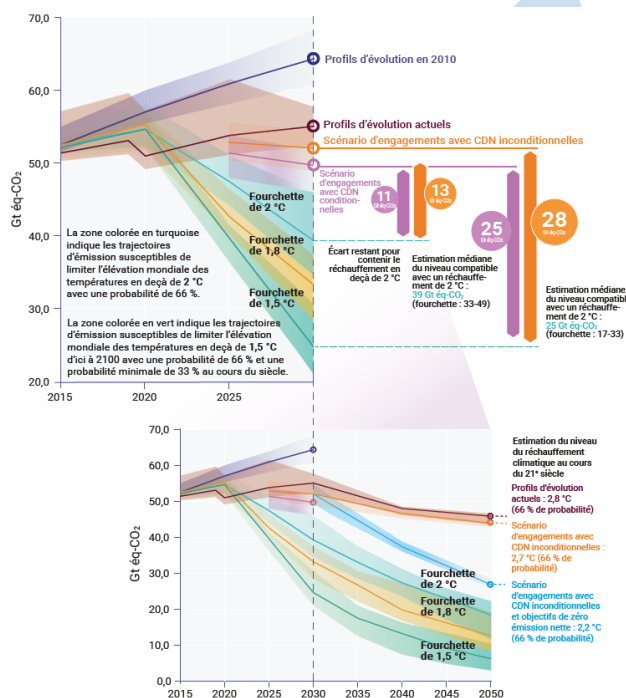 70,0
60,0
50,0
40,0
30,0
20,0
Gt éq-CO₂
2015
2020
2025
Profils d'évolution en 2010
Profils d'évolution actuels
Scénario d'engagements avec CDN inconditionnelles
Scénario
d'engagements
avec CDN
condition-
nelles
Fourchette
de 2 °C
Fourchette
de 1,8 °C
Fourchette
de 1,5 °C
La zone colorée en turquoise
indique les trajectoires
d'émission susceptibles de
limiter l'élévation mondiale des
températures en deçà de 2 °C
avec une probabilité de 66 %.
La zone colorée en vert indique les trajectoires
d'émission susceptibles de limiter l'élévation
mondiale des températures en deçà de 1,5 °C
d'ici à 2100 avec une probabilité de 66 % et une
probabilité minimale de 33 % au cours du siècle.
11
Gt éq-CO₂
13
Gt éq-CO₂
25
Gt éq-CO₂
28
Gt éq-CO₂
Écart restant pour
contenir le
réchauffement en
deçà de 2 °C
Estimation médiane
du niveau compatible
avec un réchauffe-
ment de 2 °C :
39 Gt éq-CO₂
(fourchette : 33-49)
Estimation médiane
du niveau compatible
avec un réchauffe-
ment de 2 °C :
25 Gt éq-CO₂
(fourchette : 17-33)
70,0
60,0
50,0
40,0
30,0
20,0
10,0
0,0
Gt éq-CO₂
2015
2020
2025
2030
2035
2040
2045
2050
Fourchette
de 2 °C
Fourchette
de 1,8 °C
Fourchette
de 1,5 °C
Estimation du niveau
du réchauffement
climatique au cours
du 21ᵉ siècle
Profils d'évolution
actuels : 2,8 °C
(66 % de probabilité)
Scénario
d'engagements avec
CDN inconditionnelles :
2,7 °C (66 % de
probabilité)
Scénario
d'engagements avec
CDN inconditionnelles
et objectifs de zéro
émission nette : 2,2 °C
(66 % de probabilité)